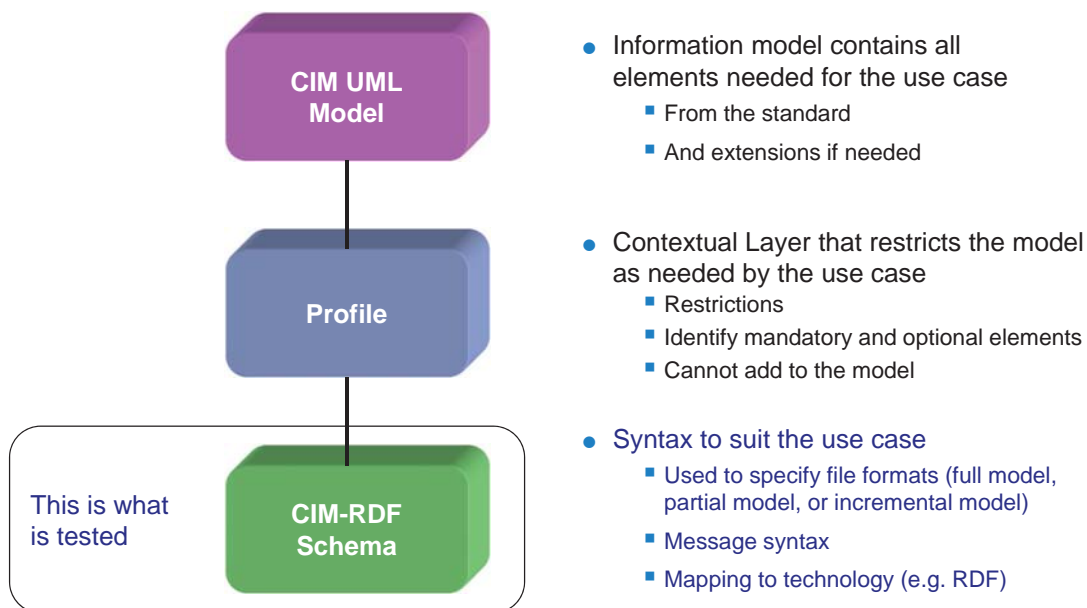 CIM UML
Model
● Information model contains all
elements needed for the use case
▪ From the standard
▪ And extensions if needed
Profile
● Contextual Layer that restricts the model
as needed by the use case
▪ Restrictions
▪ Identify mandatory and optional elements
▪ Cannot add to the model
This is what
is tested
CIM-RDF
Schema
● Syntax to suit the use case
▪ Used to specify file formats (full model,
partial model, or incremental model)
▪ Message syntax
▪ Mapping to technology (e.g. RDF)